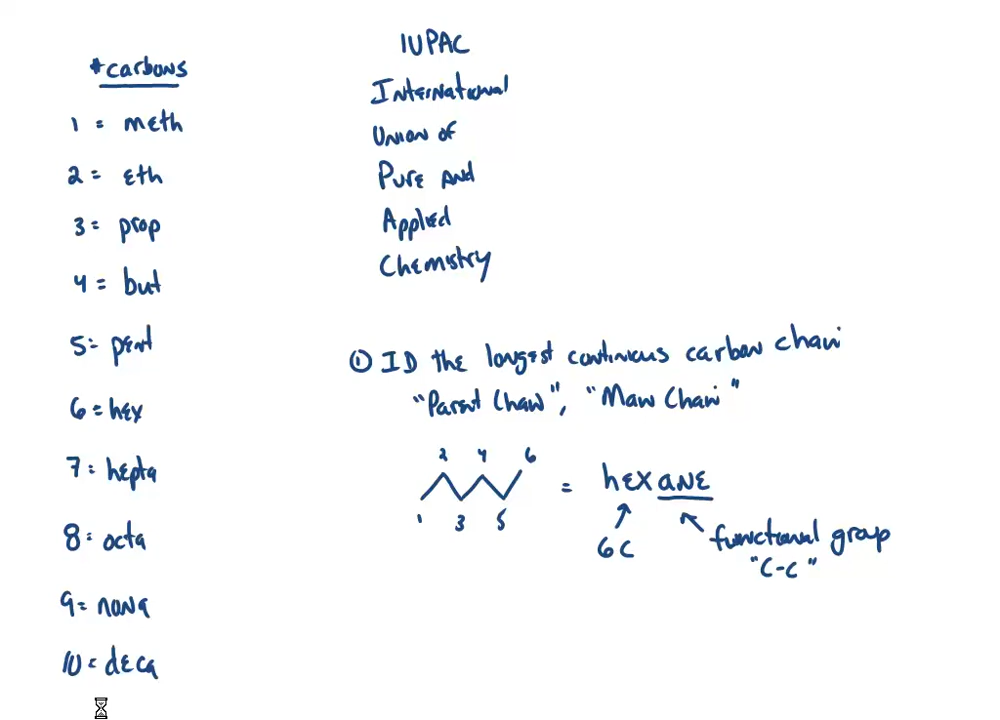 #carbons
1 = meth
2 = eth
3 = prop
4 = but
5 = pent
6 = hex
7 = hepta
8 = octa
9 = nona
10 = deca
IUPAC
International
Union of
Pure and
Applied
Chemistry
① ID the longest continuous carbon chain
"Parent Chain", "Main Chain"
2 4 6
1 3 5
= hexane
6C
functional group
"C-C"